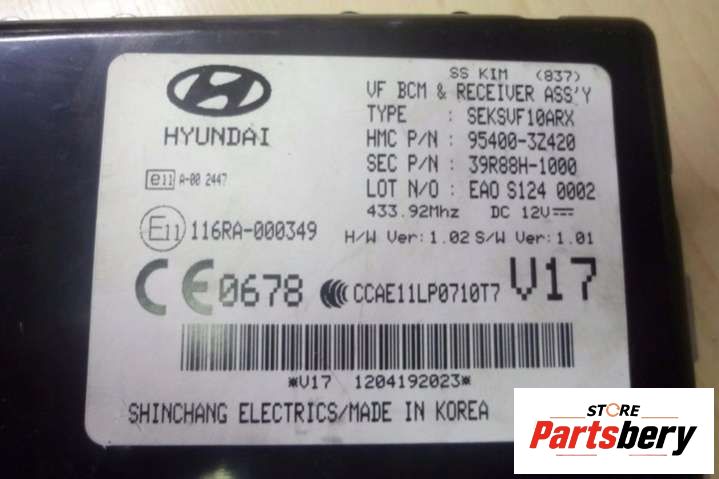 SS KIM (837)
VF BCM & RECEIVER ASS'Y
TYPE : SEKSVF10ARX
HMC P/N : 95400-3Z420
SEC P/N : 39R88H-1000
LOT N/O : EAO S124 0002
433.92Mhz DC 12V
H/W Ver: 1.02 S/W Ver: 1.01
HYUNDAI
e11 A-00 2447
E11 116RA-000349
CE0678 CCAE11LP0710T7 V17
*V17 1204192023*
SHINCHANG ELECTRICS/MADE IN KOREA
STORE
Partsbery